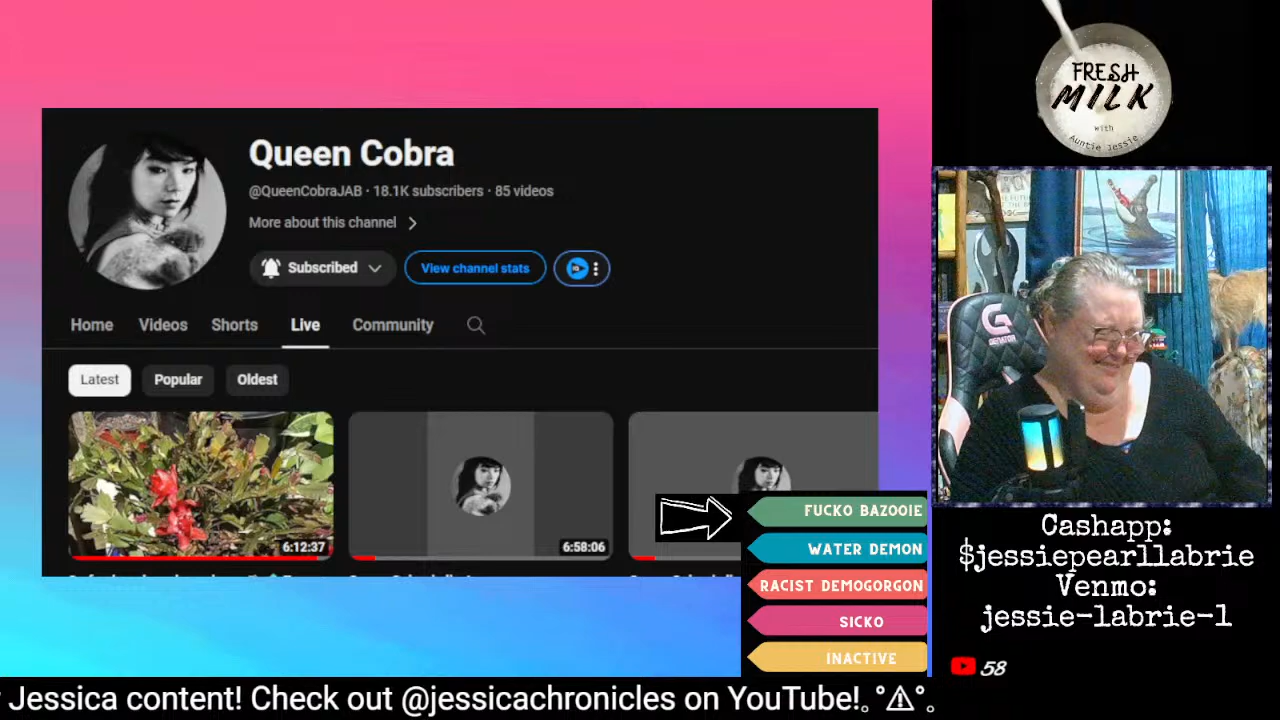 Queen Cobra
@QueenCobraJAB · 18.1K subscribers · 85 videos
More about this channel
Subscribed
View channel stats
Home
Videos
Shorts
Live
Community
Latest
Popular
Oldest
6:12:37
6:58:06
FUCKO BAZOOIE
WATER DEMON
RACIST DEMOGORGON
SICKO
INACTIVE
Jessica content! Check out @jessicachronicles on YouTube!｡°⚠°｡
FRESH
MILK
with
Auntie Jessie
Cashapp:
$jessiepearllabrie
Venmo:
jessie-labrie-1
58